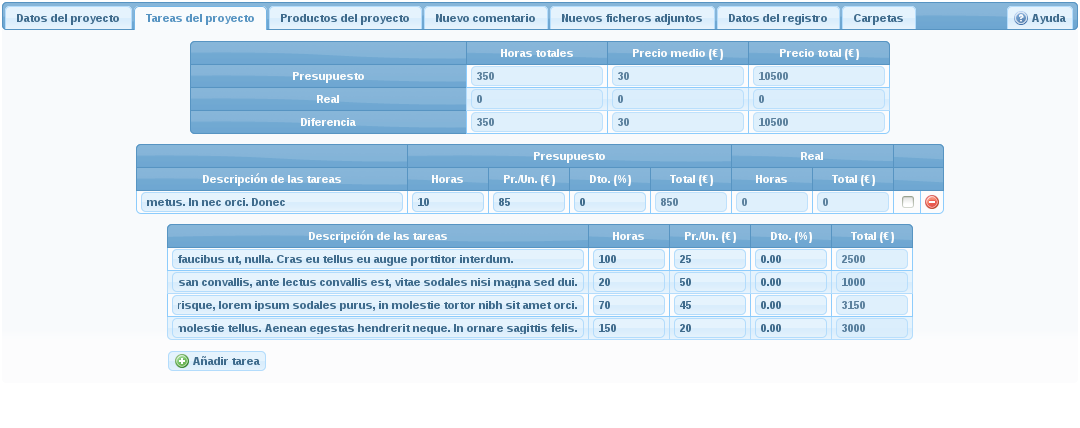 Datos del proyecto Tareas del proyecto Productos del proyecto Nuevo comentario Nuevos ficheros adjuntos Datos del registro Carpetas Ayuda
Horas totales Precio medio (€) Precio total (€)
Presupuesto 350 30 10500
Real 0 0 0
Diferencia 350 30 10500
Presupuesto Real
Descripción de las tareas Horas Pr./Un. (€) Dto. (%) Total (€) Horas Total (€)
metus. In nec orci. Donec 10 85 0 850 0 0
Descripción de las tareas Horas Pr./Un. (€) Dto. (%) Total (€)
faucibus ut, nulla. Cras eu tellus eu augue porttitor interdum. 100 25 0.00 2500
san convallis, ante lectus convallis est, vitae sodales nisi magna sed dui. 20 50 0.00 1000
risque, lorem ipsum sodales purus, in molestie tortor nibh sit amet orci. 70 45 0.00 3150
molestie tellus. Aenean egestas hendrerit neque. In ornare sagittis felis. 150 20 0.00 3000
Añadir tarea